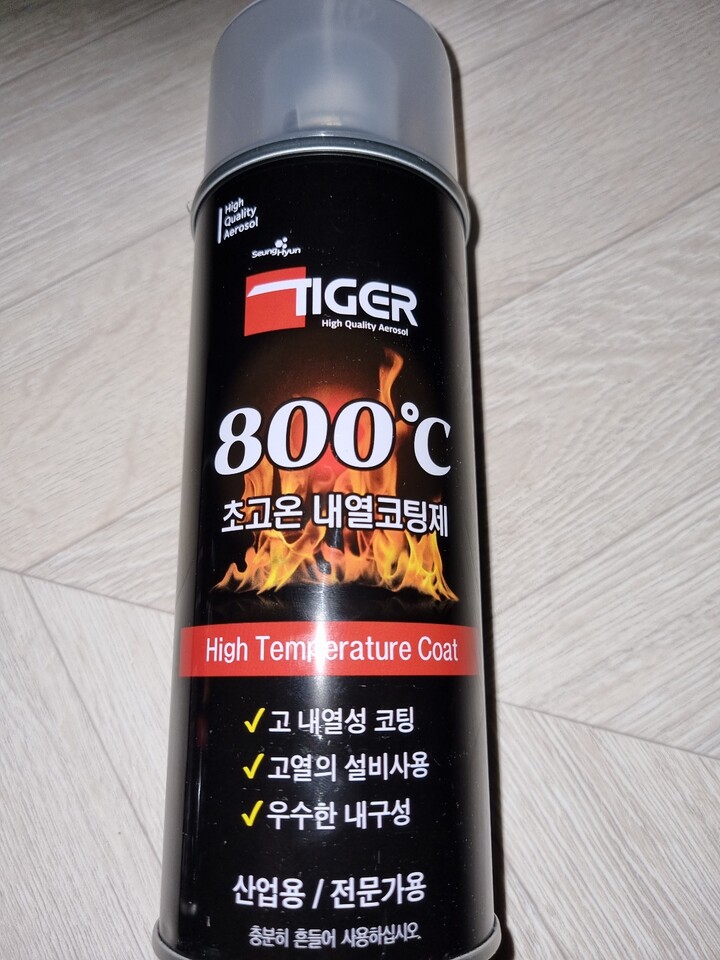 High
Quality
Aerosol
SeungHyun
TIGER
High Quality Aerosol
800℃
초고온 내열코팅제
High Temperature Coat
✓고 내열성 코팅
✓고열의 설비사용
✓우수한 내구성
산업용 / 전문가용
충분히 흔들어 사용하십시오.